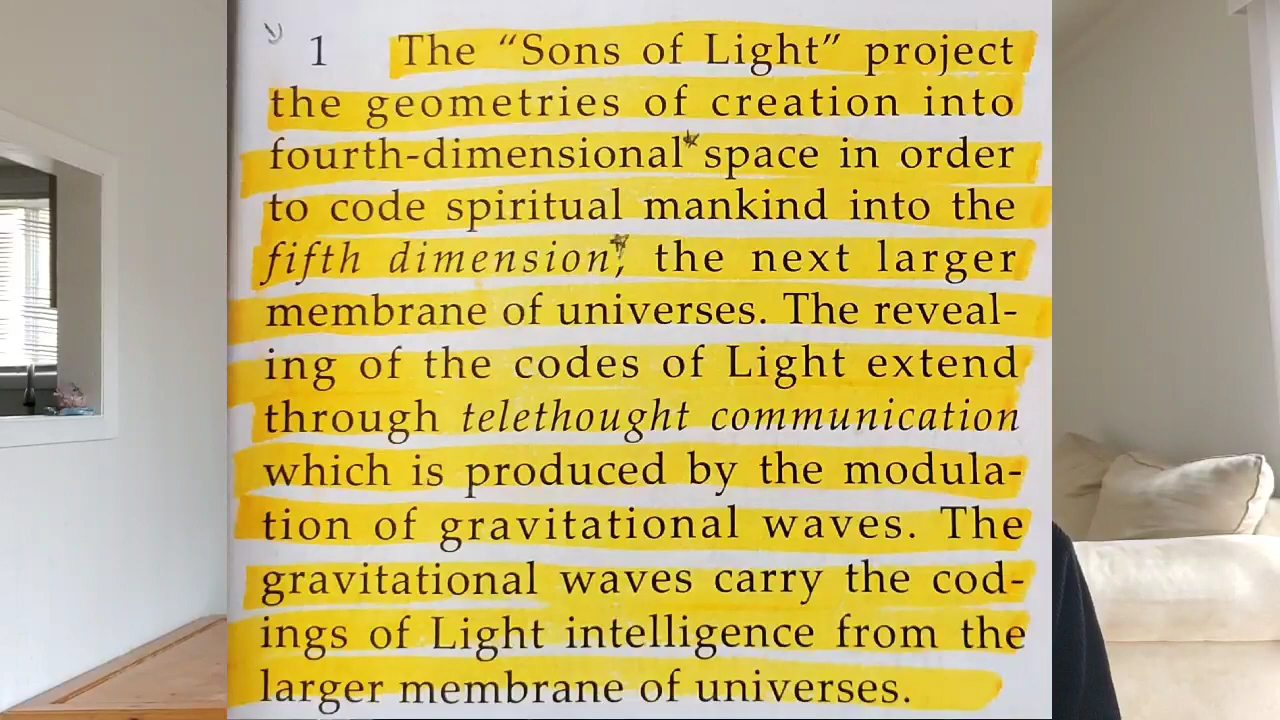 1 The “Sons of Light” project
the geometries of creation into
fourth-dimensional* space in order
to code spiritual mankind into the
fifth dimension,* the next larger
membrane of universes. The reveal-
ing of the codes of Light extend
through telethought communication
which is produced by the modula-
tion of gravitational waves. The
gravitational waves carry the cod-
ings of Light intelligence from the
larger membrane of universes.